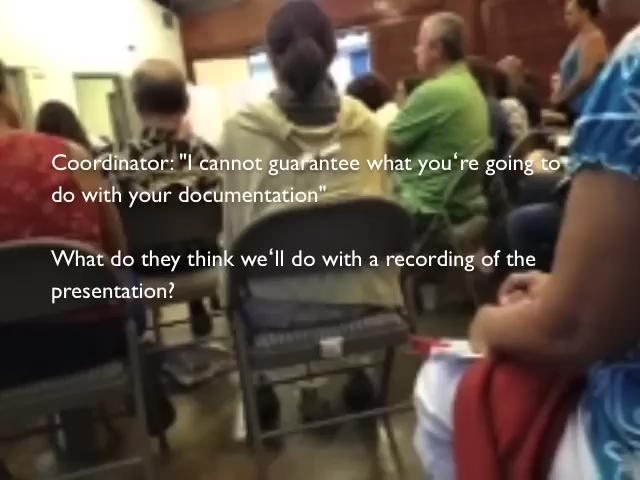 Coordinator: "I cannot guarantee what you‘re going to
do with your documentation"
What do they think we‘ll do with a recording of the
presentation?